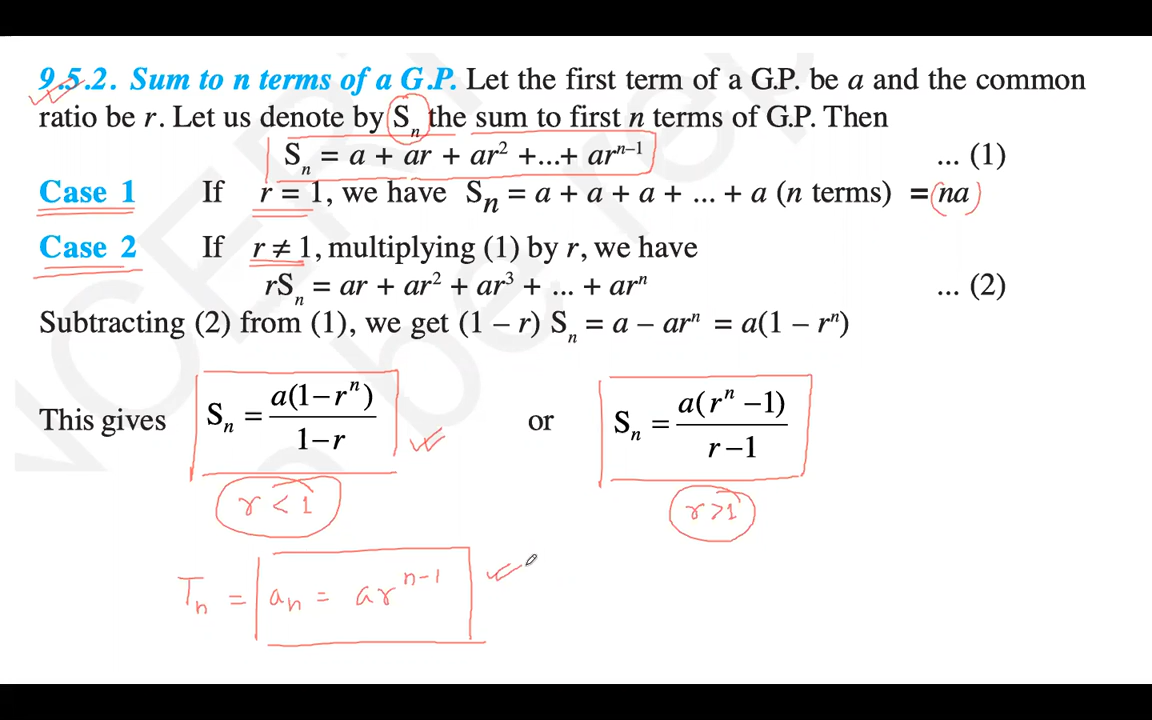 9.5.2. Sum to n terms of a G.P. Let the first term of a G.P. be a and the common
ratio be r. Let us denote by Sₙ the sum to first n terms of G.P. Then
Sₙ = a + ar + ar² +...+ arⁿ⁻¹ ... (1)
Case 1 If r = 1, we have Sₙ = a + a + a + ... + a (n terms) = na
Case 2 If r ≠ 1, multiplying (1) by r, we have
rSₙ = ar + ar² + ar³ + ... + arⁿ ... (2)
Subtracting (2) from (1), we get (1 – r) Sₙ = a – arⁿ = a(1 – rⁿ)
This gives Sₙ = a(1–rⁿ)/1–r or Sₙ = a(rⁿ –1)/r–1
r < 1 r > 1
Tₙ = aₙ = arⁿ⁻¹